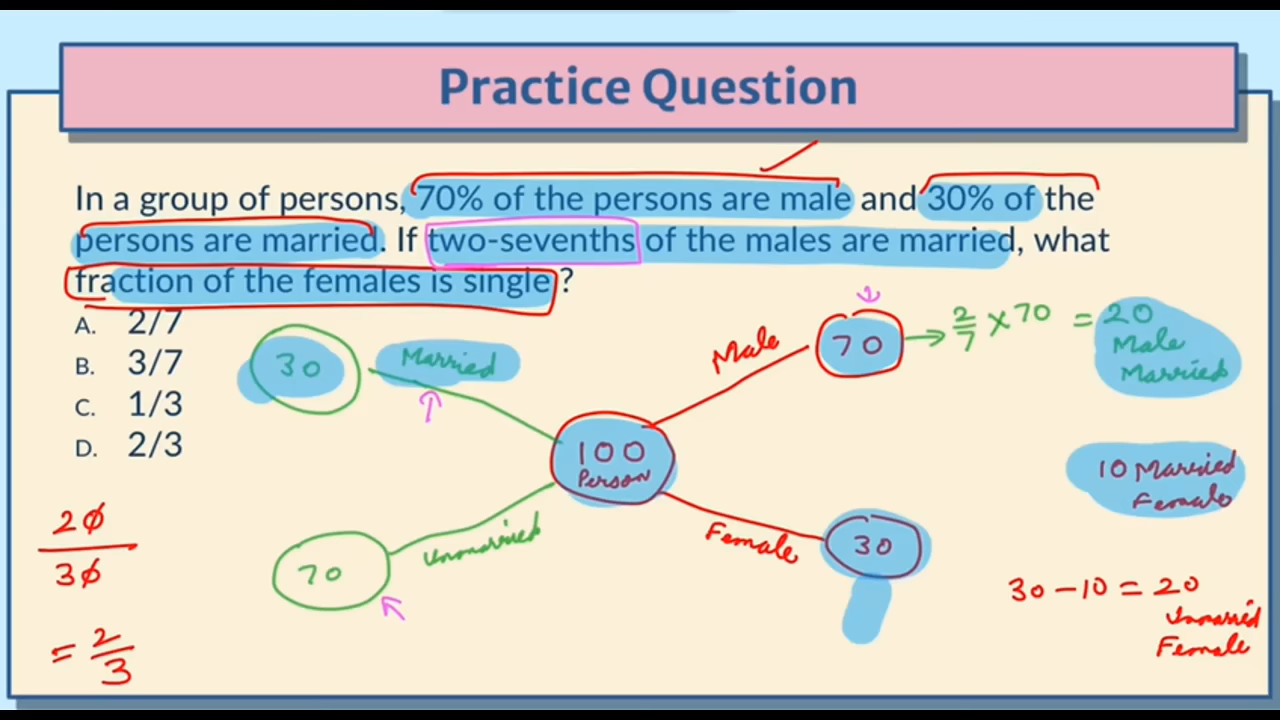 Practice Question
In a group of persons, 70% of the persons are male and 30% of the
persons are married. If two-sevenths of the males are married, what
fraction of the females is single ?
A. 2/7
B. 3/7
C. 1/3
D. 2/3
30
Married
Male
70 → 2/7 × 70 = 20
Male
Married
100
Person
10 Married
Female
70
Unmarried
Female
30
30 - 10 = 20
Unmarried
Female
20/30
= 2/3